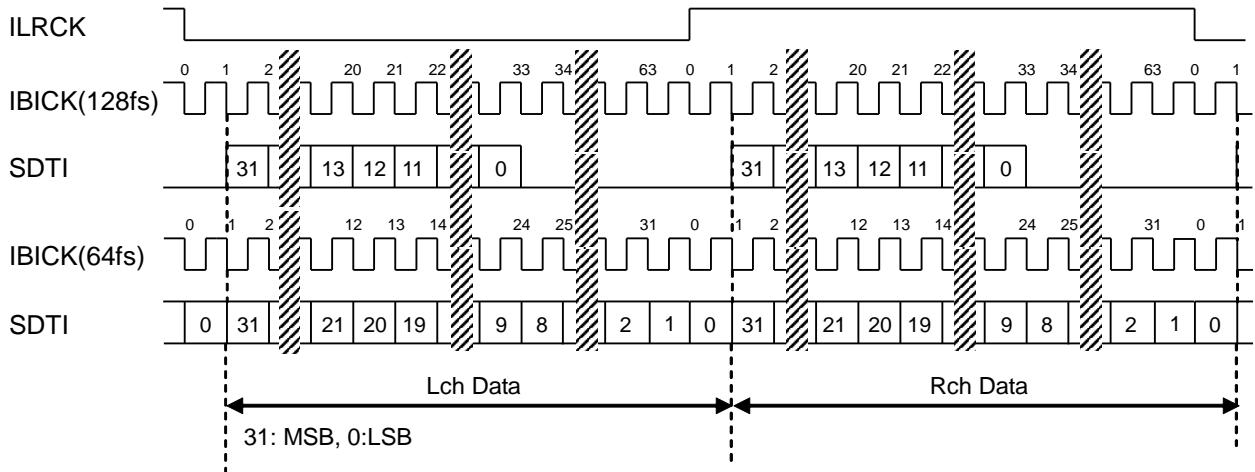 ILRCK
0 1 2 20 21 22 33 34 63 0 1 2 20 21 22 33 34 63 0 1
IBICK(128fs)
SDTI 31 13 12 11 0 31 13 12 11 0
0 1 2 12 13 14 24 25 31 0 1 2 12 13 14 24 25 31 0 1
IBICK(64fs)
SDTI 0 31 21 20 19 9 8 2 1 0 31 21 20 19 9 8 2 1 0
Lch Data Rch Data
31: MSB, 0:LSB